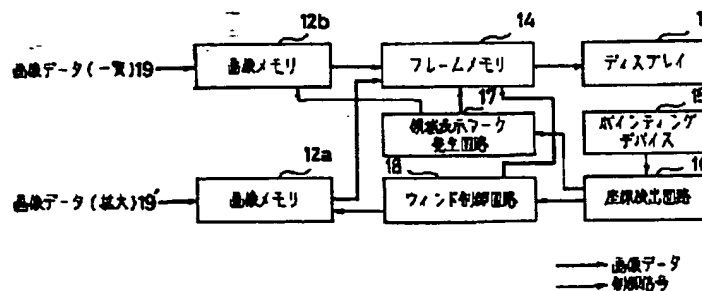 12b
14
1
画像データ(一覧)19
画像メモリ
フレームメモリ
ディスプレイ
17
15
領域表示マーク
発生回路
ポインティング
デバイス
12a
18
16
画像データ(拡大)19'
画像メモリ
ウィンド制御回路
座標検出回路
画像データ
制御信号